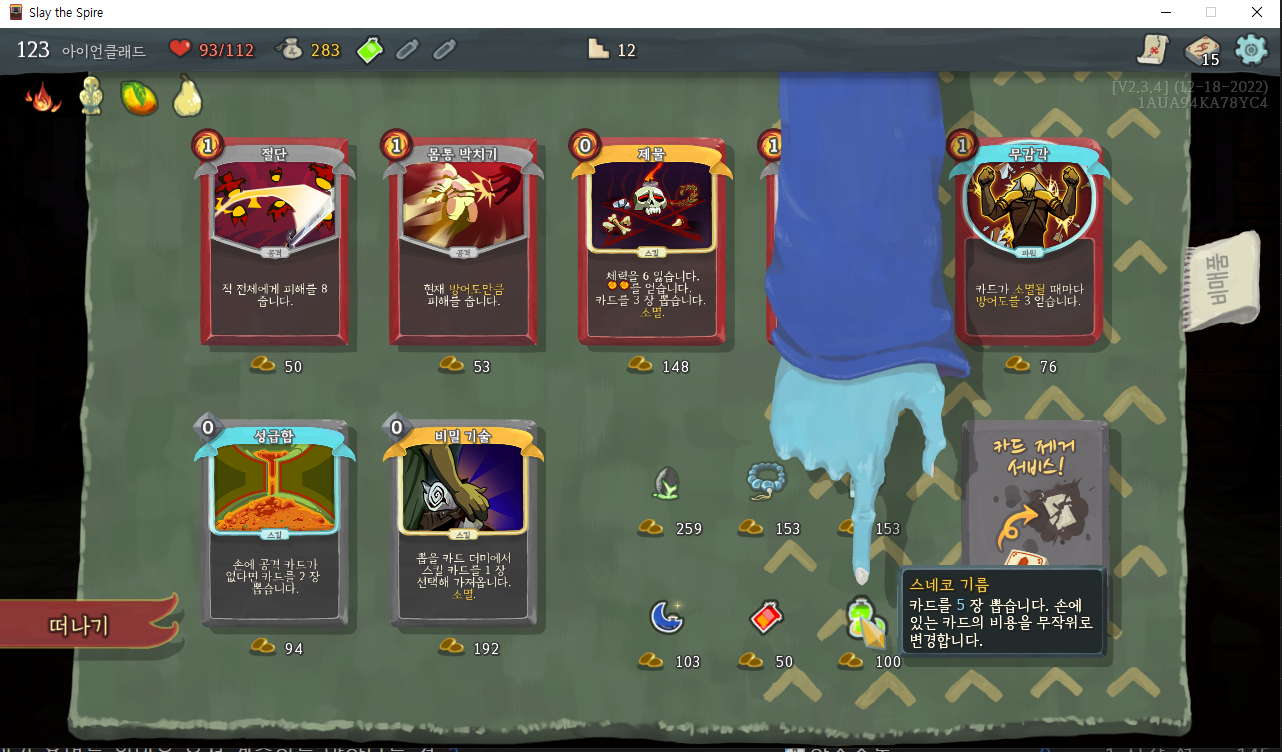 Slay the Spire
123 아이언클래드 93/112 283 12 15
[V2.3.4] (12-18-2022)
1AUA94KA78YC4
1 절단
공격
적 전체에게 피해를 8
줍니다.
50
1 몸통 박치기
공격
현재 방어도만큼
피해를 줍니다.
53
0 제물
스킬
체력을 6 잃습니다.
를 얻습니다.
카드를 3 장 뽑습니다.
소멸.
148
1
1 무감각
파워
카드가 소멸될 때마다
방어도를 3 얻습니다.
76
비매품
0 성급함
스킬
손에 공격 카드가
없다면 카드를 2 장
뽑습니다.
94
0 비밀 기술
스킬
뽑을 카드 더미에서
스킬 카드를 1 장
선택해 가져옵니다.
소멸.
192
259 153 153
카드 제거
서비스!
103 50 100
스네코 기름
카드를 5 장 뽑습니다. 손에
있는 카드의 비용을 무작위로
변경합니다.
떠나기